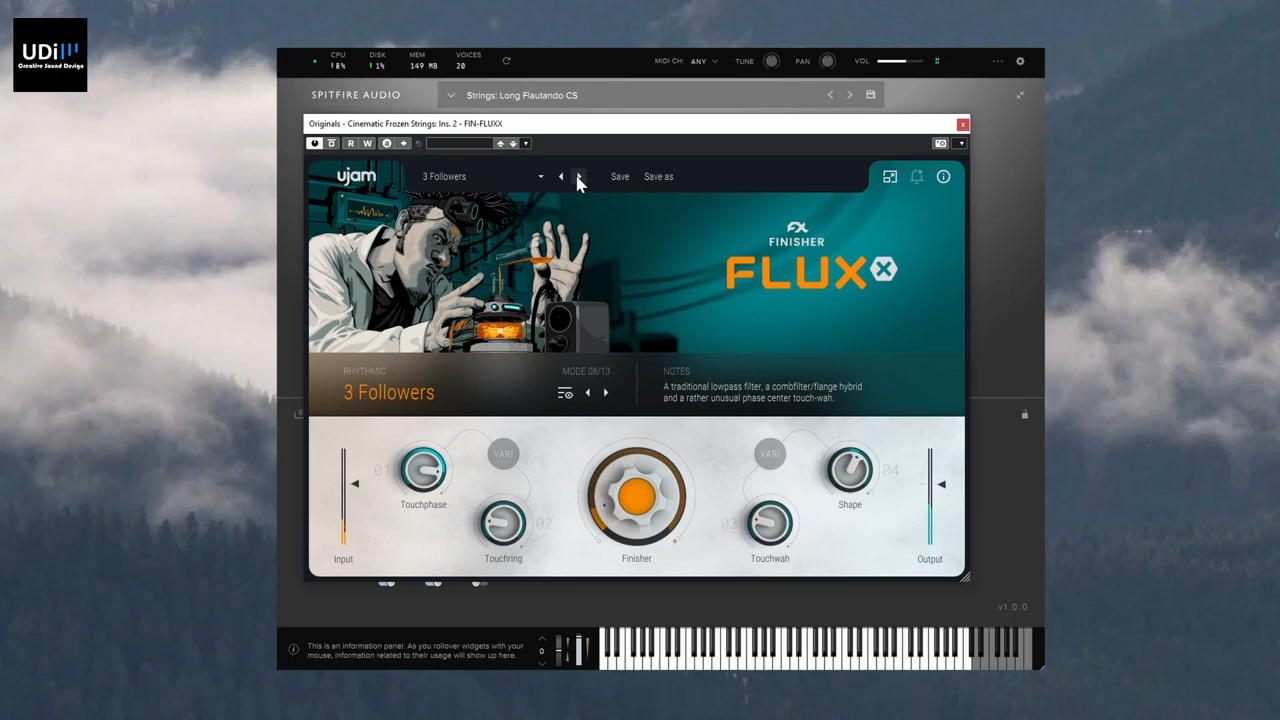 UDi
Creative Sound Design
CPU
8%
DISK
1%
MEM
149 MB
VOICES
20
MIDI CH: ANY
TUNE
PAN
VOL
SPITFIRE AUDIO
Strings: Long Flautando CS
Originals - Cinematic Frozen Strings: Ins. 2 - FIN-FLUXX
x
R W
ujam
3 Followers
Save
Save as
FX
FINISHER
FLUX X
RHYTHMIC
3 Followers
MODE 08/13
NOTES
A traditional lowpass filter, a combfilter/flange hybrid
and a rather unusual phase center touch-wah.
01
Touchphase
VARI
02
Touchring
Finisher
VARI
03
Touchwah
04
Shape
Input
Output
v1.0.0
This is an information panel. As you rollover widgets with your
mouse, information related to their usage will show up here.
0